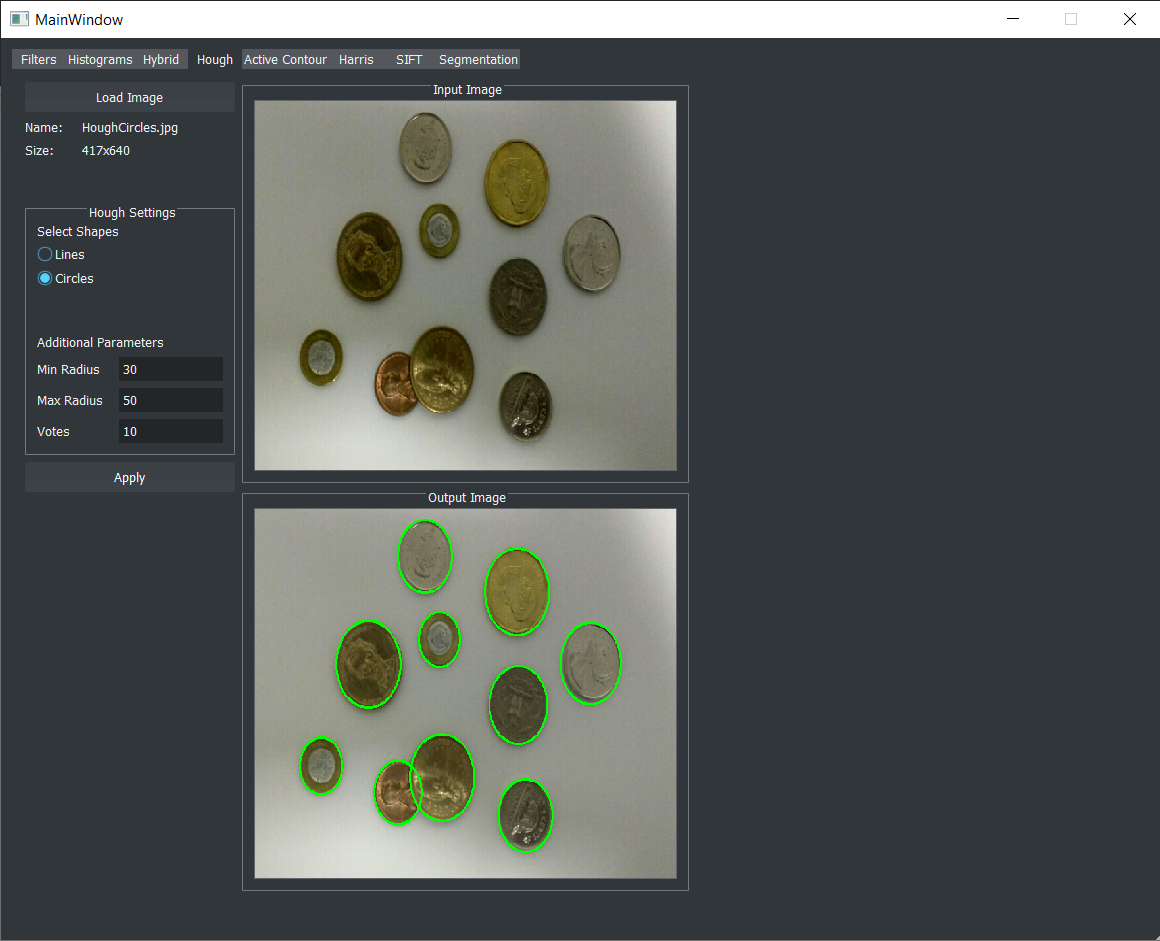 MainWindow
Filters Histograms Hybrid Hough Active Contour Harris SIFT Segmentation
Load Image
Name: HoughCircles.jpg
Size: 417x640
Hough Settings
Select Shapes
Lines
Circles
Additional Parameters
Min Radius 30
Max Radius 50
Votes 10
Apply
Input Image
Output Image